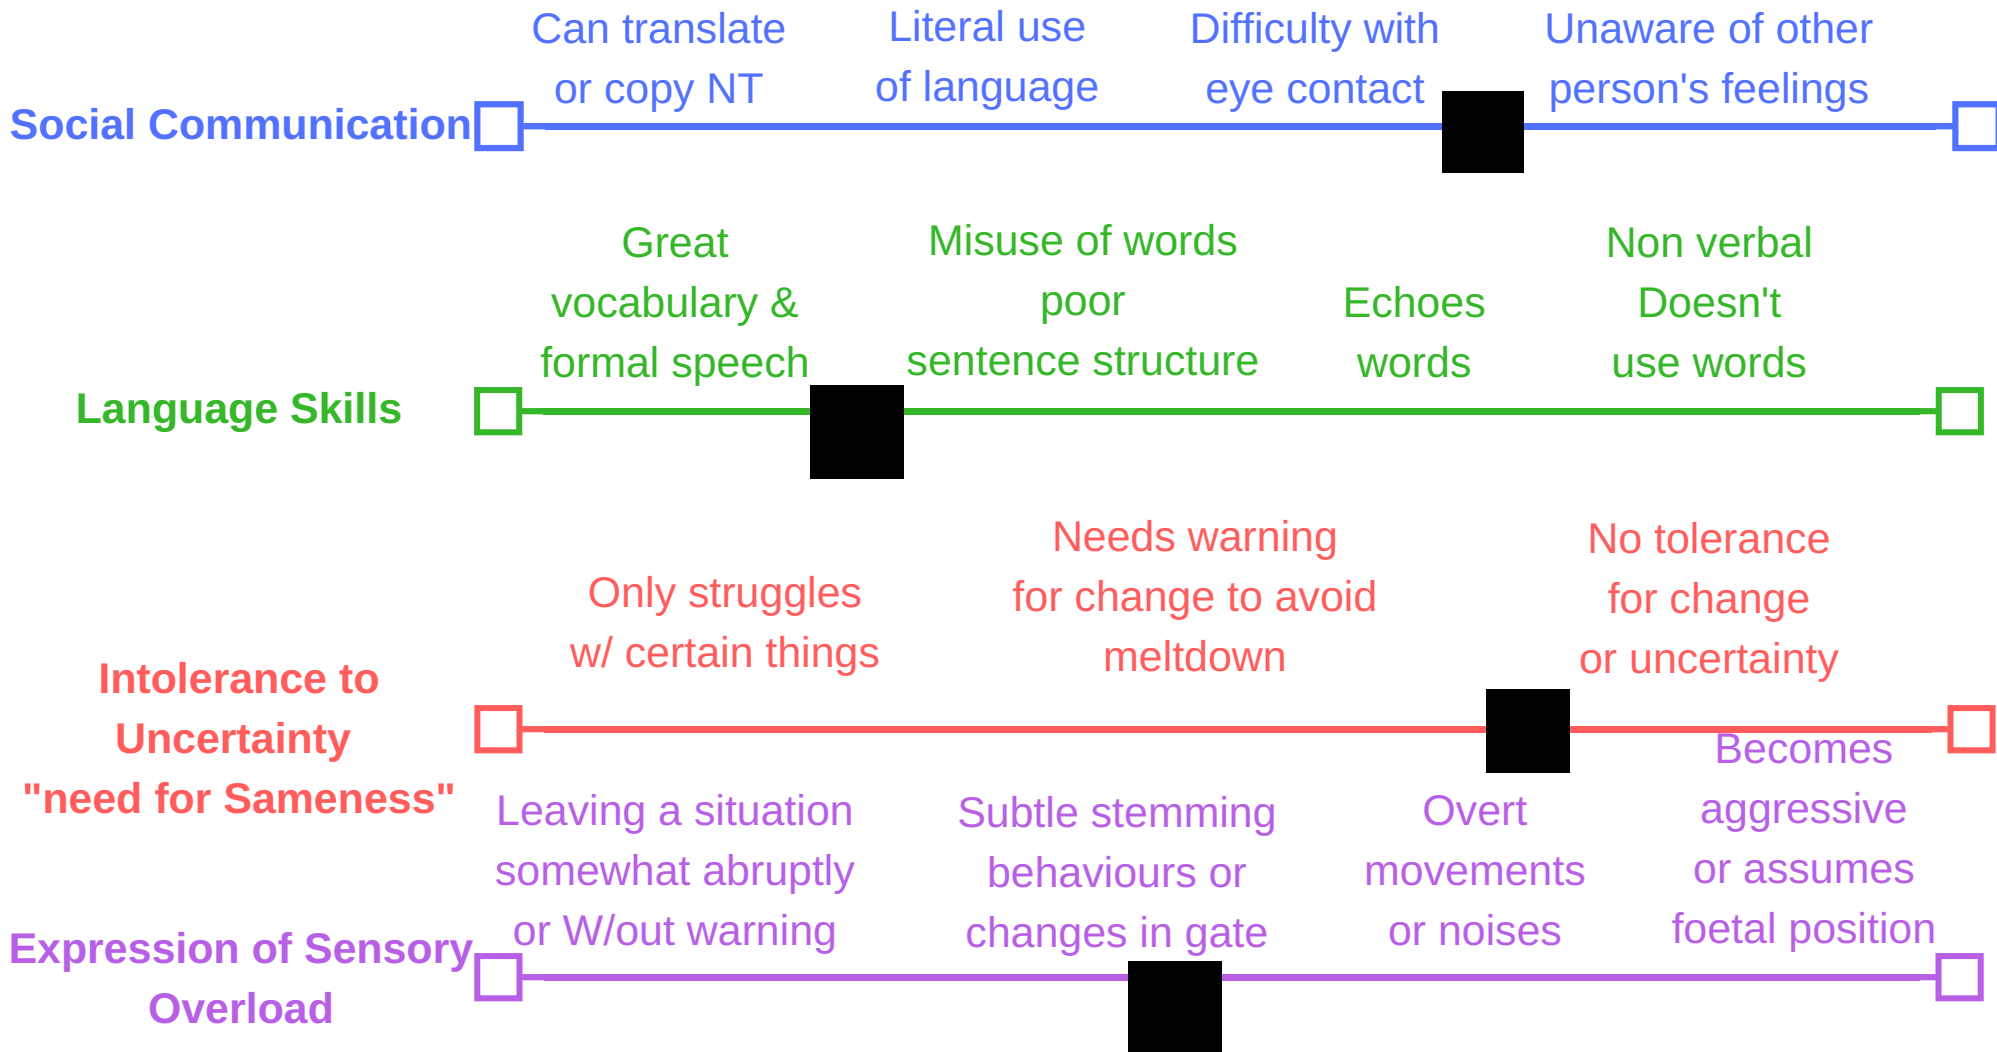 Can translate
or copy NT
Literal use
of language
Difficulty with
eye contact
Unaware of other
person's feelings
Social Communication
Great
vocabulary &
formal speech
Misuse of words
poor
sentence structure
Echoes
words
Non verbal
Doesn't
use words
Language Skills
Only struggles
w/ certain things
Needs warning
for change to avoid
meltdown
No tolerance
for change
or uncertainty
Intolerance to
Uncertainty
"need for Sameness"
Leaving a situation
somewhat abruptly
or W/out warning
Subtle stemming
behaviours or
changes in gate
Overt
movements
or noises
Becomes
aggressive
or assumes
foetal position
Expression of Sensory
Overload